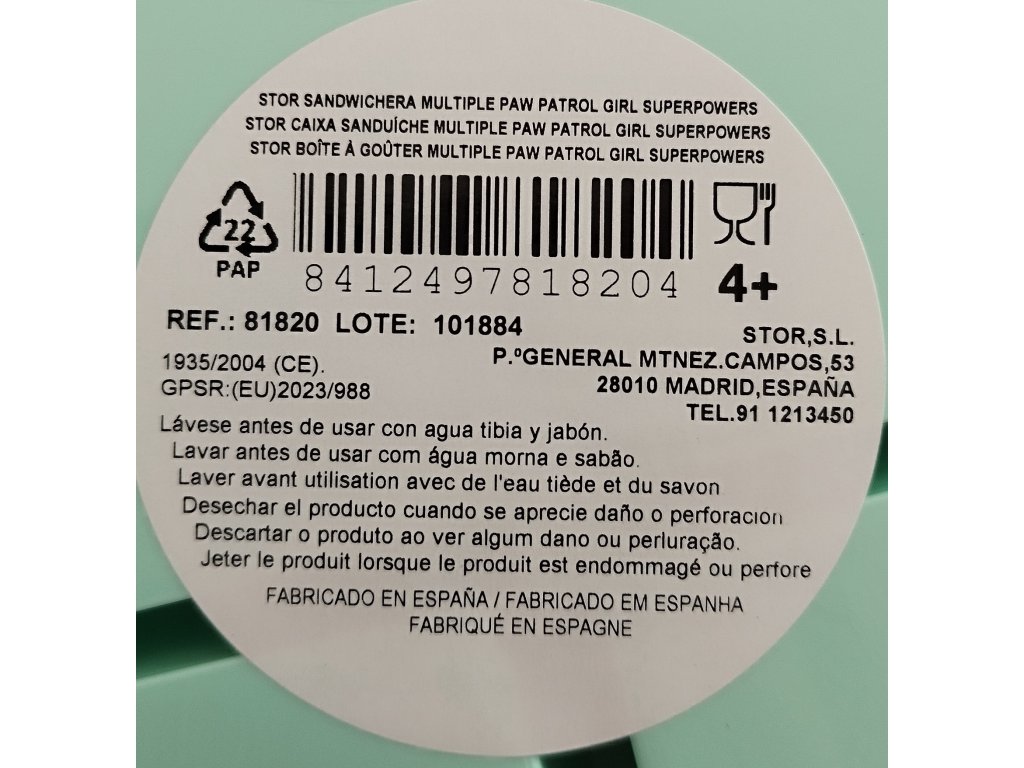 STOR SANDWICHERA MULTIPLE PAW PATROL GIRL SUPERPOWERS
STOR CAIXA SANDUÍCHE MULTIPLE PAW PATROL GIRL SUPERPOWERS
STOR BOÎTE À GOÛTER MULTIPLE PAW PATROL GIRL SUPERPOWERS
22
PAP
8412497818204
4+
REF.: 81820 LOTE: 101884
1935/2004 (CE).
GPSR:(EU)2023/988
STOR,S.L.
P.ºGENERAL MTNEZ.CAMPOS,53
28010 MADRID,ESPAÑA
TEL.91 1213450
Lávese antes de usar con agua tibia y jabón.
Lavar antes de usar com água morna e sabão.
Laver avant utilisation avec de l'eau tiède et du savon
Desechar el producto cuando se aprecie daño o perforacion
Descartar o produto ao ver algum dano ou perluração.
Jeter le produit lorsque le produit est endommagé ou perfore
FABRICADO EN ESPAÑA / FABRICADO EM ESPANHA
FABRIQUÉ EN ESPAGNE